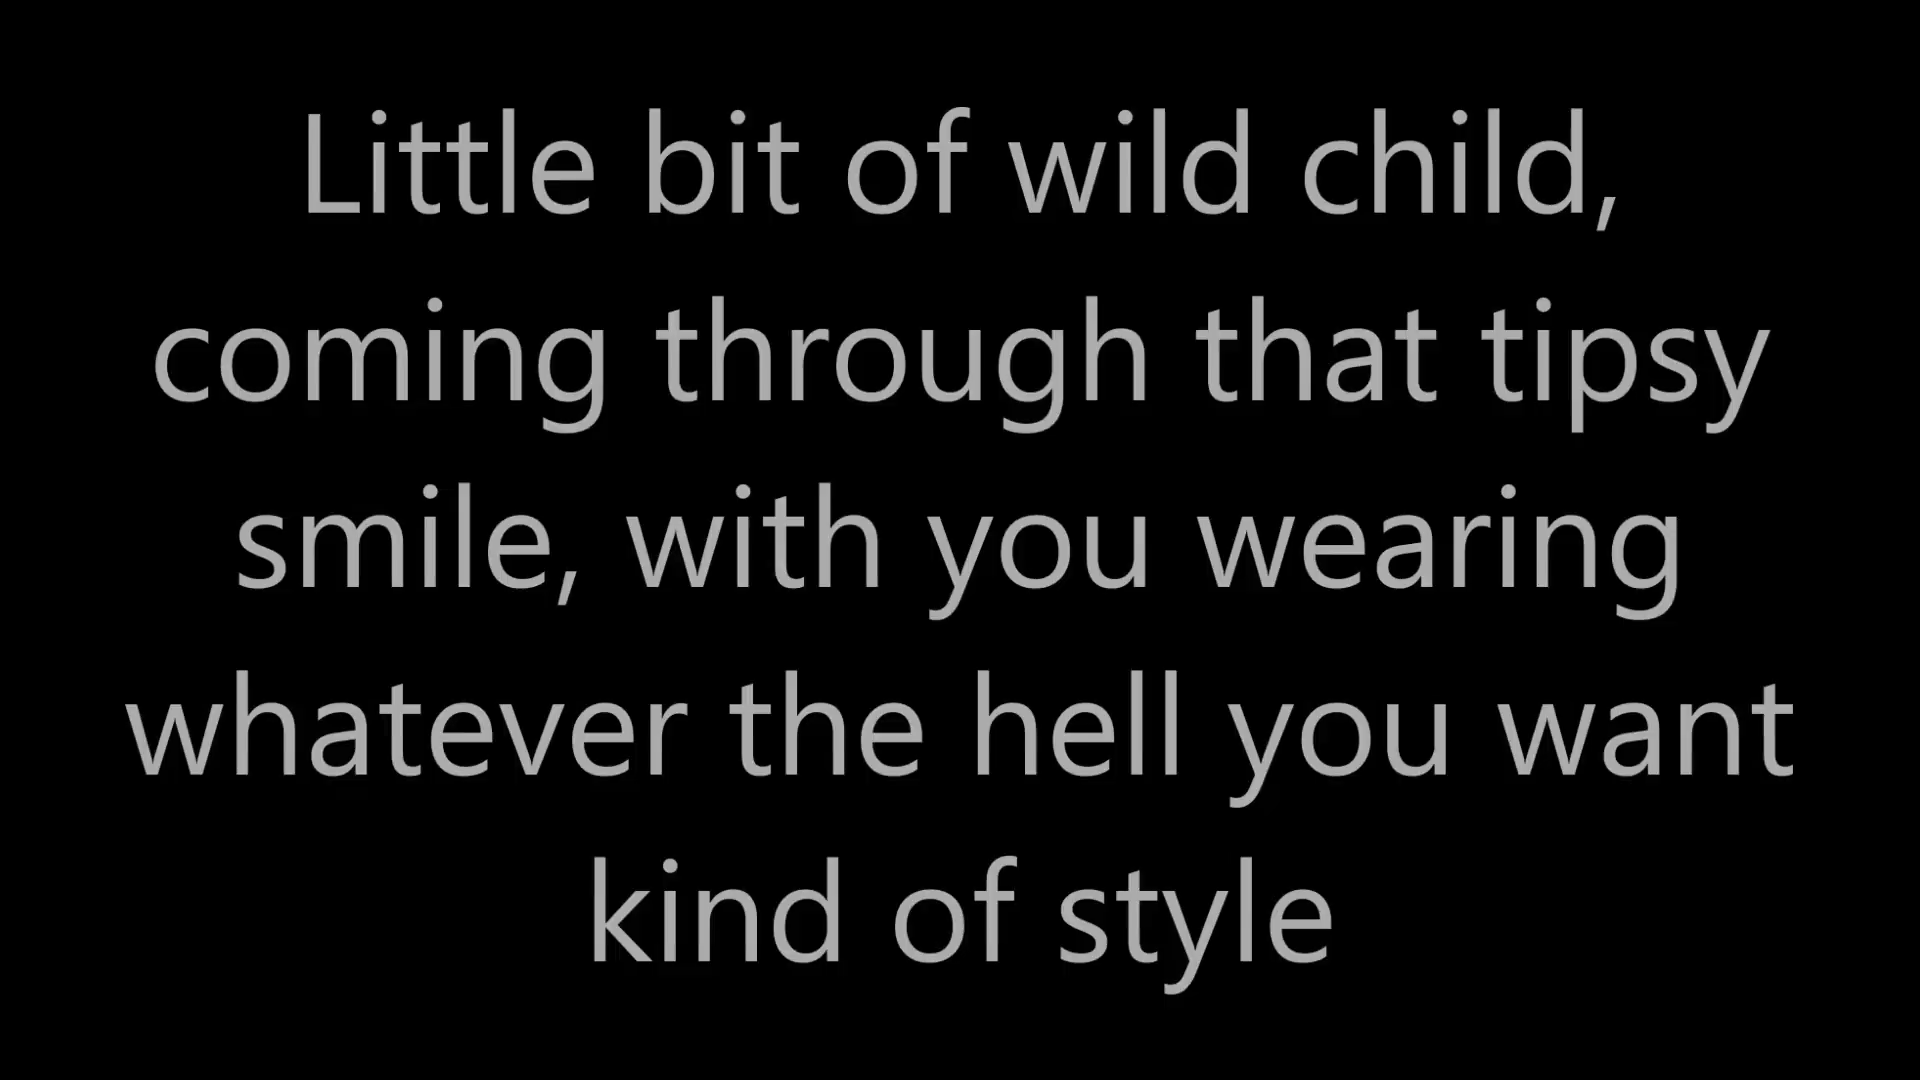 Little bit of wild child,
coming through that tipsy
smile, with you wearing
whatever the hell you want
kind of style